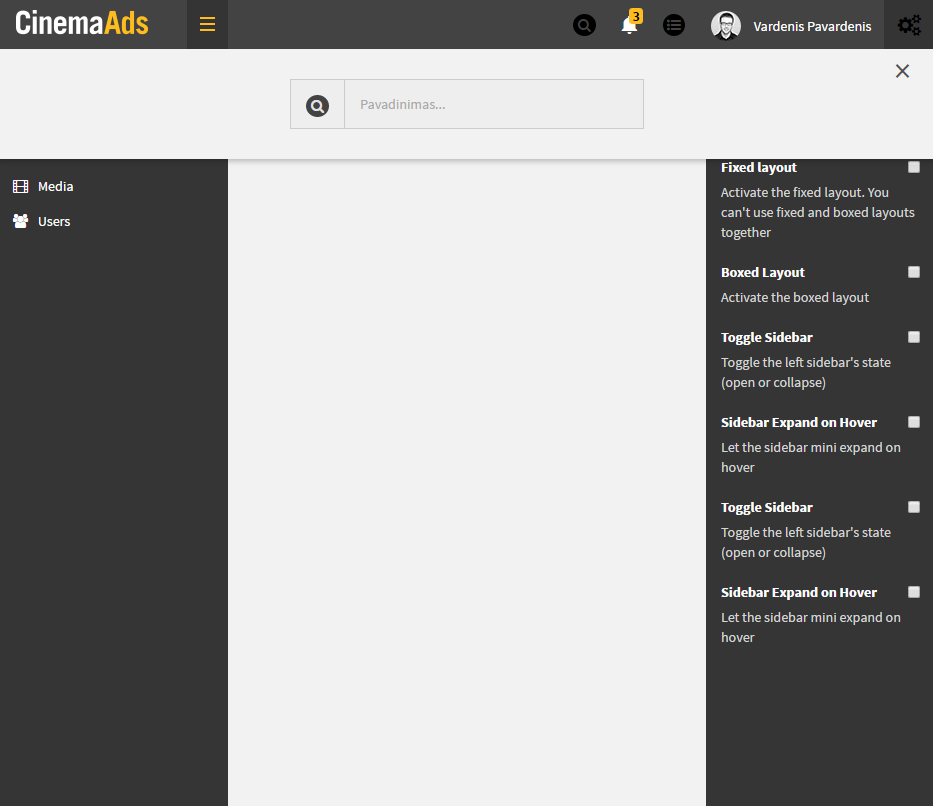 CinemaAds
3
Vardenis Pavardenis
Pavadinimas...
Media
Users
Fixed layout
Activate the fixed layout. You
can't use fixed and boxed layouts
together
Boxed Layout
Activate the boxed layout
Toggle Sidebar
Toggle the left sidebar's state
(open or collapse)
Sidebar Expand on Hover
Let the sidebar mini expand on
hover
Toggle Sidebar
Toggle the left sidebar's state
(open or collapse)
Sidebar Expand on Hover
Let the sidebar mini expand on
hover